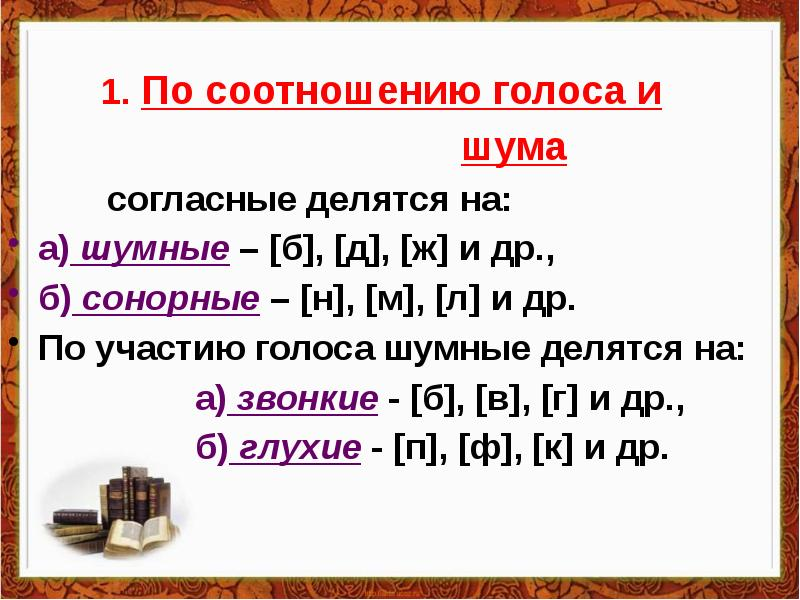 1. По соотношению голоса и
шума
согласные делятся на:
• а) шумные – [б], [д], [ж] и др.,
• б) сонорные – [н], [м], [л] и др.
• По участию голоса шумные делятся на:
а) звонкие - [б], [в], [г] и др.,
б) глухие - [п], [ф], [к] и др.